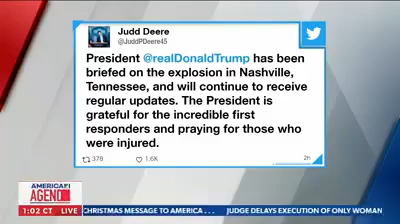 Judd Deere
@JuddPDeere45
President @realDonaldTrump has been
briefed on the explosion in Nashville,
Tennessee, and will continue to receive
regular updates. The President is
grateful for the incredible first
responders and praying for those who
were injured.
378 1.6K 2h
AMERICAN
AGENDA
1:02 CT LIVE CHRISTMAS MESSAGE TO AMERICA . . . JUDGE DELAYS EXECUTION OF ONLY WOMAN